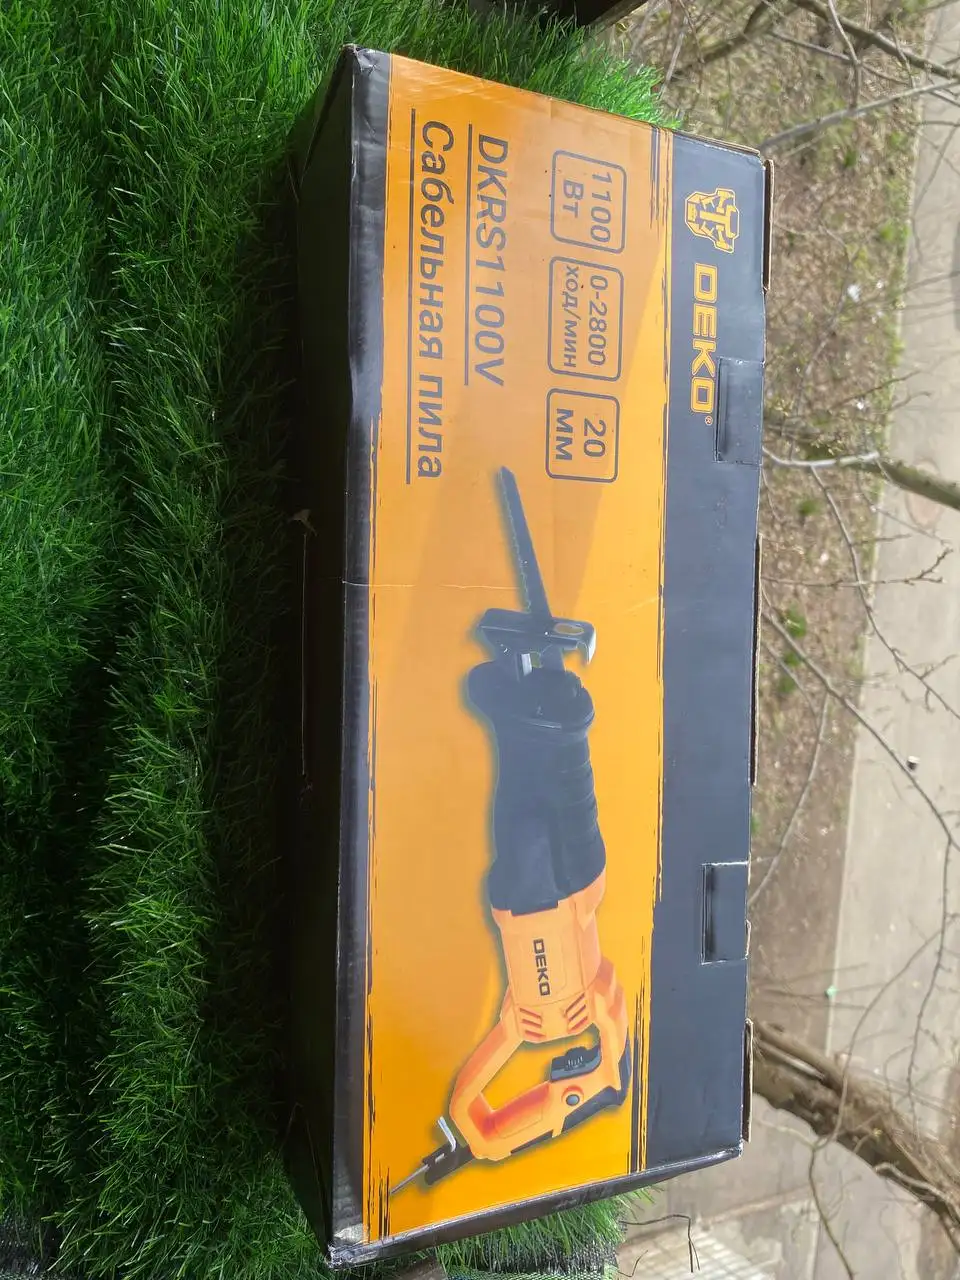 DEKO®
1100
Вт
0-2800
ход/мин
20
мм
DKRS1100V
Сабельная пила
DEKO